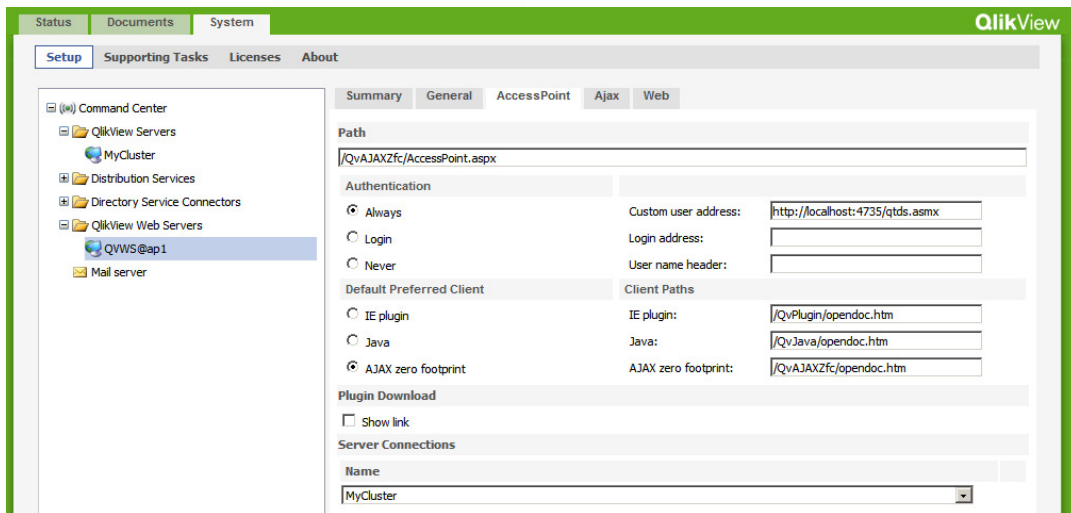 Status Documents System QlikView
Setup Supporting Tasks Licenses About
Command Center
QlikView Servers
MyCluster
Distribution Services
Directory Service Connectors
QlikView Web Servers
QVWS@ap1
Mail server
Summary General AccessPoint Ajax Web
Path
/QvAJAXZfc/AccessPoint.aspx
Authentication
Always Custom user address: http://localhost:4735/qtds.asmx
Login Login address:
Never User name header:
Default Preferred Client Client Paths
IE plugin IE plugin: /QvPlugin/opendoc.htm
Java Java: /QvJava/opendoc.htm
AJAX zero footprint AJAX zero footprint: /QvAJAXZfc/opendoc.htm
Plugin Download
Show link
Server Connections
Name
MyCluster